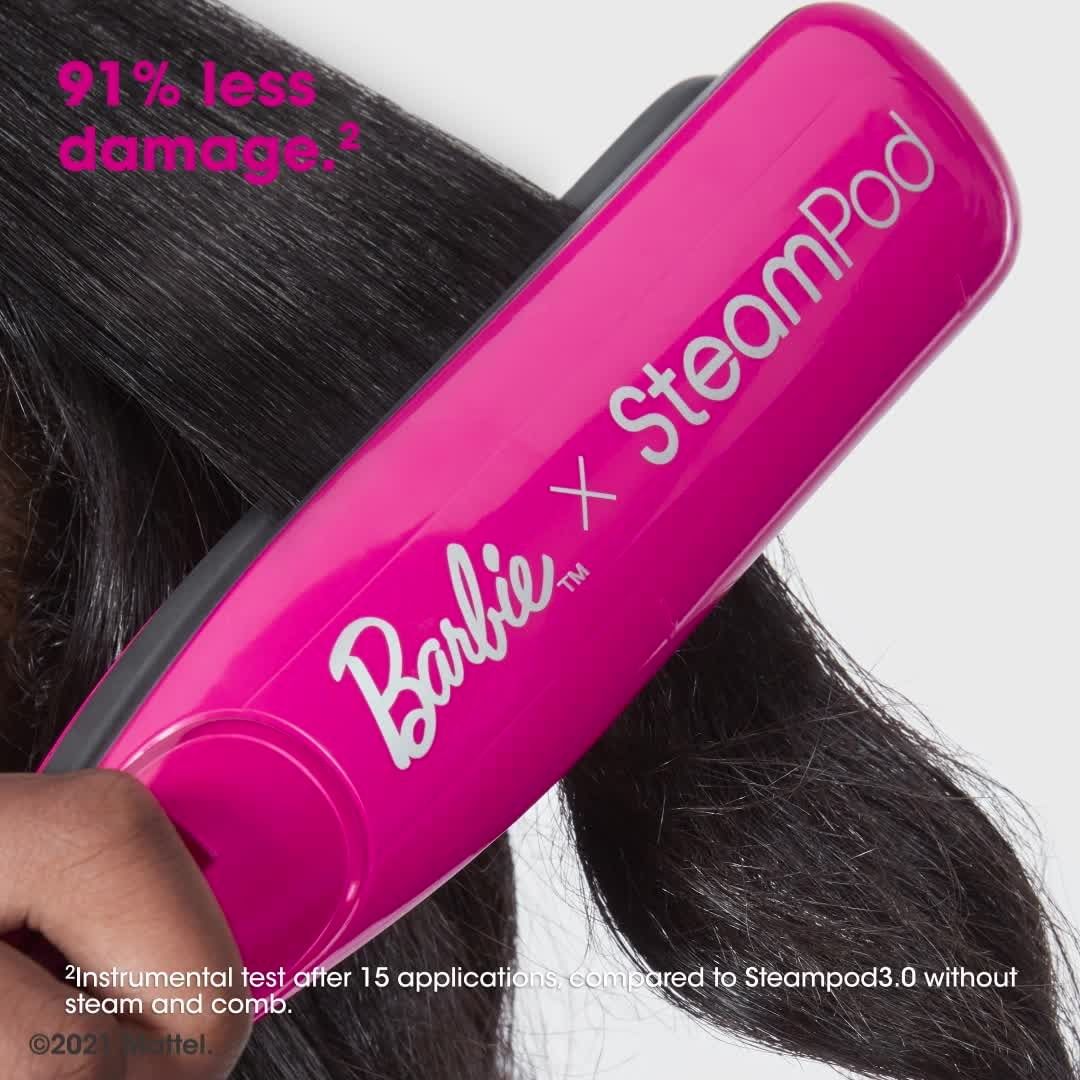 91% less
damage.²
Barbie™ X SteamPod
²Instrumental test after 15 applications, compared to Steampod3.0 without
steam and comb.
©2021 Mattel.